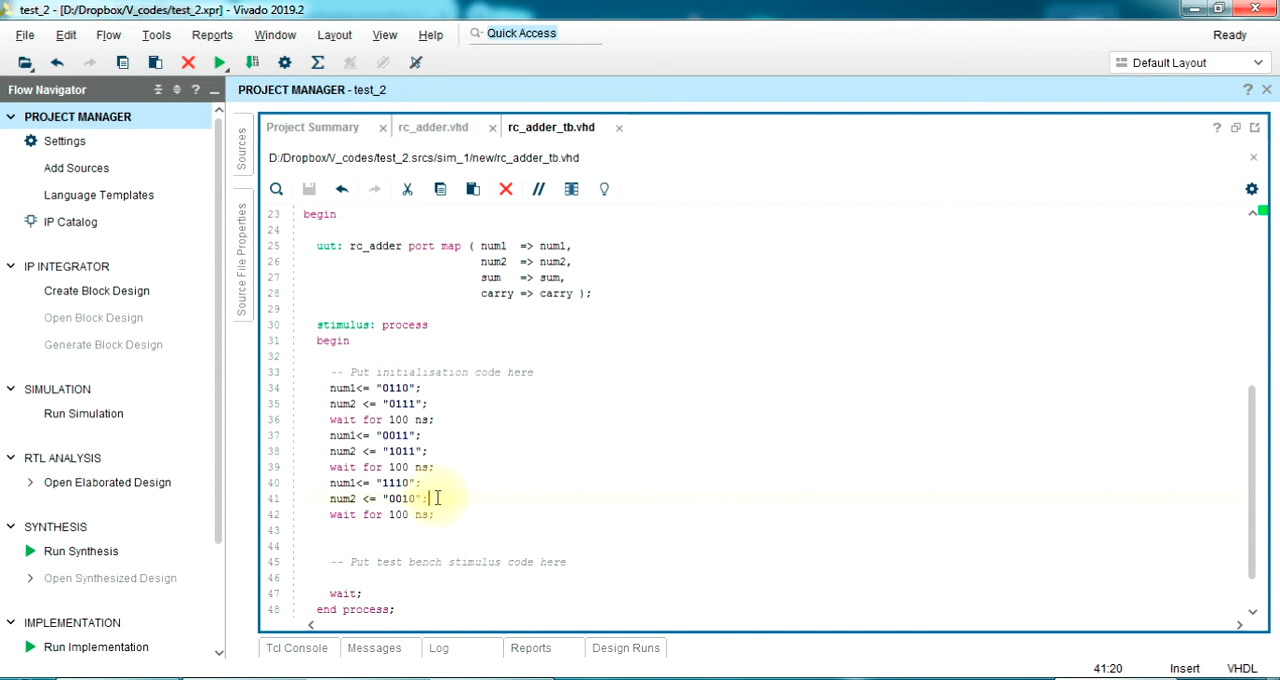 test_2 - [D:/Dropbox/V_codes/test_2.xpr] - Vivado 2019.2
File Edit Flow Tools Reports Window Layout View Help Quick Access Ready
Default Layout
Flow Navigator
PROJECT MANAGER - test_2
PROJECT MANAGER
Settings
Add Sources
Language Templates
IP Catalog
IP INTEGRATOR
Create Block Design
Open Block Design
Generate Block Design
SIMULATION
Run Simulation
RTL ANALYSIS
Open Elaborated Design
SYNTHESIS
Run Synthesis
Open Synthesized Design
IMPLEMENTATION
Run Implementation
Sources
Source File Properties
Project Summary rc_adder.vhd rc_adder_tb.vhd
D:/Dropbox/V_codes/test_2.srcs/sim_1/new/rc_adder_tb.vhd
23 begin
24
25 uut: rc_adder port map ( num1 => num1,
26 num2 => num2,
27 sum => sum,
28 carry => carry );
29
30 stimulus: process
31 begin
32
33 -- Put initialisation code here
34 num1<= "0110";
35 num2 <= "0111";
36 wait for 100 ns;
37 num1<= "0011";
38 num2 <= "1011";
39 wait for 100 ns;
40 num1<= "1110";
41 num2 <= "0010";
42 wait for 100 ns;
43
44
45 -- Put test bench stimulus code here
46
47 wait;
48 end process;
Tcl Console Messages Log Reports Design Runs
41:20 Insert VHDL